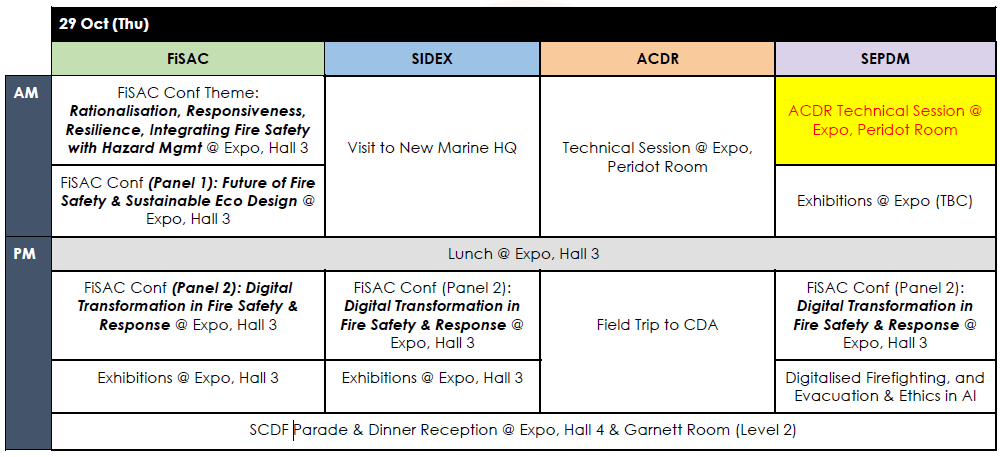 29 Oct (Thu)
FiSAC
SIDEX
ACDR
SEPDM
AM
FiSAC Conf Theme:
Rationalisation, Responsiveness,
Resilience, Integrating Fire Safety
with Hazard Mgmt @ Expo, Hall 3
FiSAC Conf (Panel 1): Future of Fire
Safety & Sustainable Eco Design @
Expo, Hall 3
Visit to New Marine HQ
Technical Session @ Expo,
Peridot Room
ACDR Technical Session @
Expo, Peridot Room
Exhibitions @ Expo (TBC)
PM
Lunch @ Expo, Hall 3
FiSAC Conf (Panel 2): Digital
Transformation in Fire Safety &
Response @ Expo, Hall 3
Exhibitions @ Expo, Hall 3
FiSAC Conf (Panel 2):
Digital Transformation in
Fire Safety & Response @
Expo, Hall 3
Exhibitions @ Expo, Hall 3
Field Trip to CDA
FiSAC Conf (Panel 2):
Digital Transformation in
Fire Safety & Response @
Expo, Hall 3
Digitalised Firefighting, and
Evacuation & Ethics in AI
SCDF Parade & Dinner Reception @ Expo, Hall 4 & Garnett Room (Level 2)